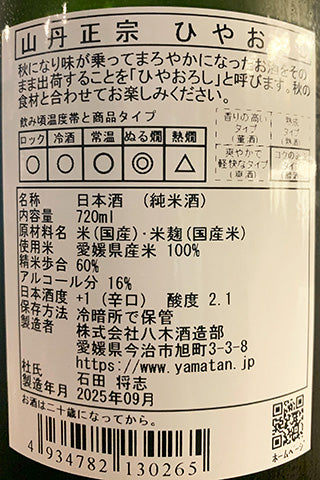 山丹正宗 ひやお
秋になり味が乗ってまろやかになったお酒をその
まま出荷することを「ひやおろし」と呼びます。秋の
食材と合わせてお楽しみください。
飲み頃温度帯と商品タイプ
ロック 冷酒 常温 ぬる燗 熱燗
○ ○ ○ ◎ △
香りの高い
タイプ
(薫酒)
熟成
タイプ
(熟酒)
爽やかで
軽快なタイプ
(爽酒)
コクの
タイ
名称 日本酒 (純米酒)
内容量 720ml
原材料名 米(国産)・米麹(国産米)
使用米 愛媛県産米 100%
精米歩合 60%
アルコール分 16%
日本酒度 +1 (辛口) 酸度 2.1
保存方法 冷暗所で保管
製造者 株式会社八木酒造部
愛媛県今治市旭町3-3-8
https://www.yamatan.jp/
杜氏 石田 将志
製造年月 2025年09月
お酒は二十歳になってから。
4 934782 130265
蔵元HP